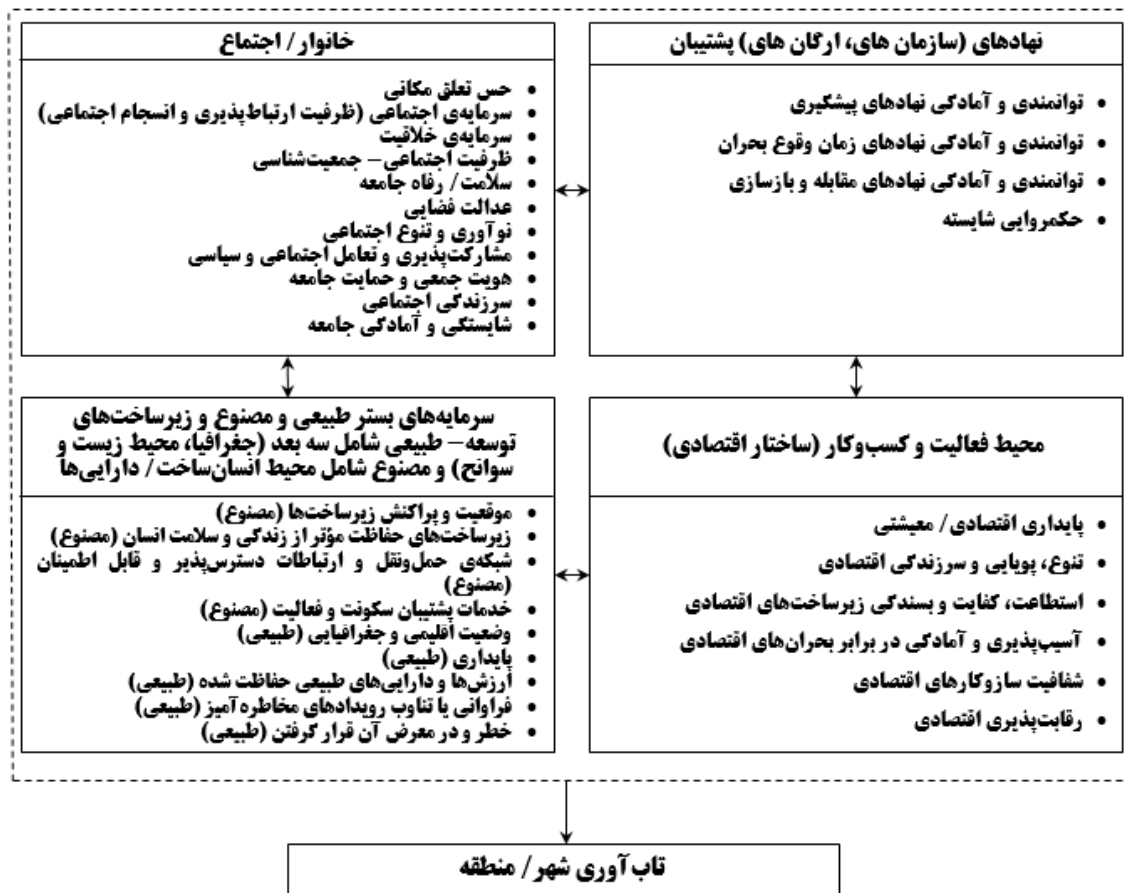 نهادهای (سازمان های، ارگان های) پشتیبان
توانمندی و آمادگی نهادهای پیشگیری
توانمندی و آمادگی نهادهای زمان وقوع بحران
توانمندی و آمادگی نهادهای مقابله و بازسازی
حکمروایی شایسته
خانوار/ اجتماع
حس تعلق مکانی
سرمایه‌ی اجتماعی (ظرفیت ارتباط‌پذیری و انسجام اجتماعی)
سرمایه‌ی خلاقیت
ظرفیت اجتماعی– جمعیت‌شناسی
سلامت/ رفاه جامعه
عدالت فضایی
نوآوری و تنوع اجتماعی
مشارکت‌پذیری و تعامل اجتماعی و سیاسی
هویت جمعی و حمایت جامعه
سرزندگی اجتماعی
شایستگی و آمادگی جامعه
محیط فعالیت و کسب‌وکار (ساختار اقتصادی)
پایداری اقتصادی/ معیشتی
تنوع، پویایی و سرزندگی اقتصادی
استطاعت، کفایت و بسندگی زیرساخت‌های اقتصادی
آسیب‌پذیری و آمادگی در برابر بحران‌های اقتصادی
شفافیت سازوکارهای اقتصادی
رقابت‌پذیری اقتصادی
سرمایه‌های بستر طبیعی و مصنوع و زیرساخت‌های
توسعه– طبیعی شامل سه بعد (جغرافیا، محیط زیست و
سوانح) و مصنوع شامل محیط انسان‌ساخت/ دارایی‌ها
موقعیت و پراکنش زیرساخت‌ها (مصنوع)
زیرساخت‌های حفاظت مؤثر از زندگی و سلامت انسان (مصنوع)
شبکه‌ی حمل‌ونقل و ارتباطات دسترس‌پذیر و قابل اطمینان
(مصنوع)
خدمات پشتیبان سکونت و فعالیت (مصنوع)
وضعیت اقلیمی و جغرافیایی (طبیعی)
پایداری (طبیعی)
ارزش‌ها و دارایی‌های طبیعی حفاظت شده (طبیعی)
فراوانی یا تناوب رویدادهای مخاطره‌آمیز (طبیعی)
خطر و در معرض آن قرار گرفتن (طبیعی)
تاب آوری شهر/ منطقه